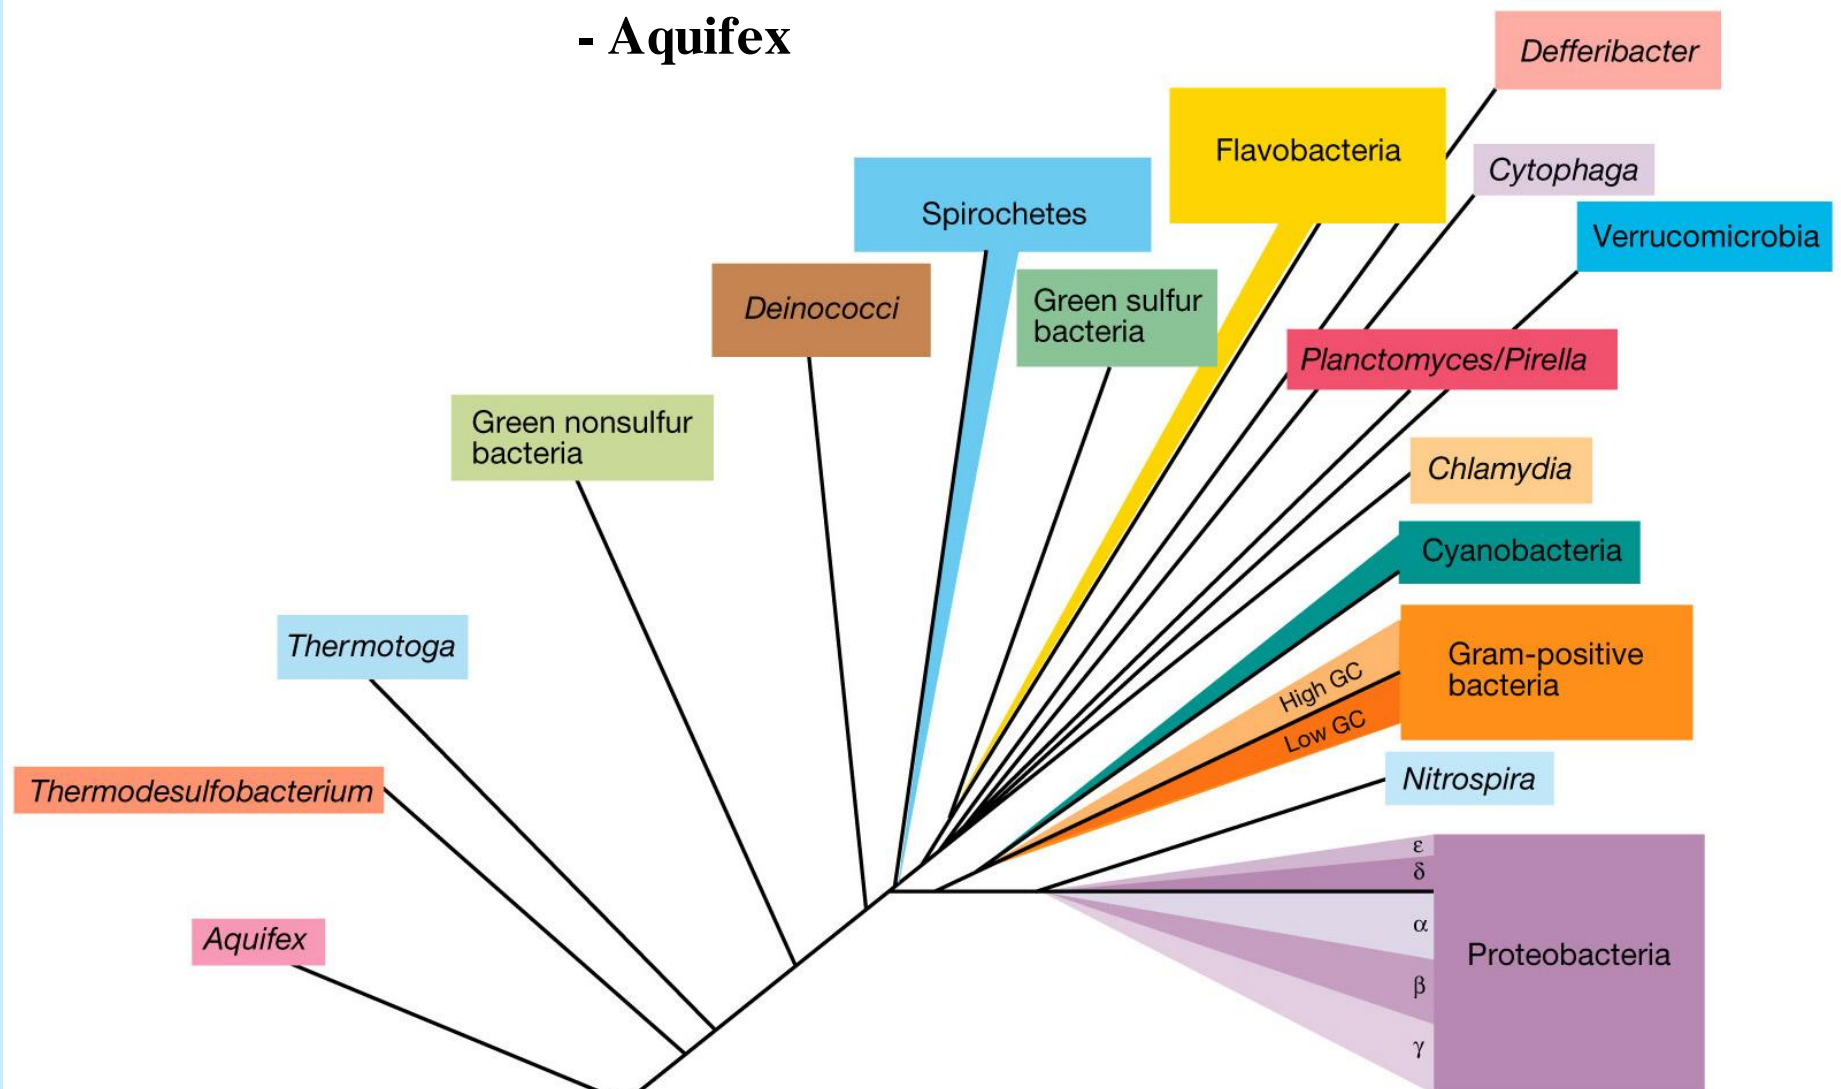 - Aquifex
Defferibacter
Flavobacteria
Cytophaga
Spirochetes
Verrucomicrobia
Deinococci
Green sulfur
bacteria
Planctomyces/Pirella
Green nonsulfur
bacteria
Chlamydia
Cyanobacteria
Thermotoga
Gram-positive
bacteria
High GC
Low GC
Nitrospira
Thermodesulfobacterium
ε
δ
Aquifex
α
Proteobacteria
β
γ